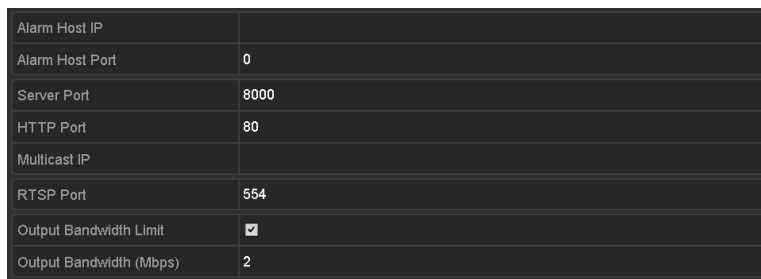 Alarm Host IP
Alarm Host Port 0
Server Port 8000
HTTP Port 80
Multicast IP
RTSP Port 554
Output Bandwidth Limit
Output Bandwidth (Mbps) 2